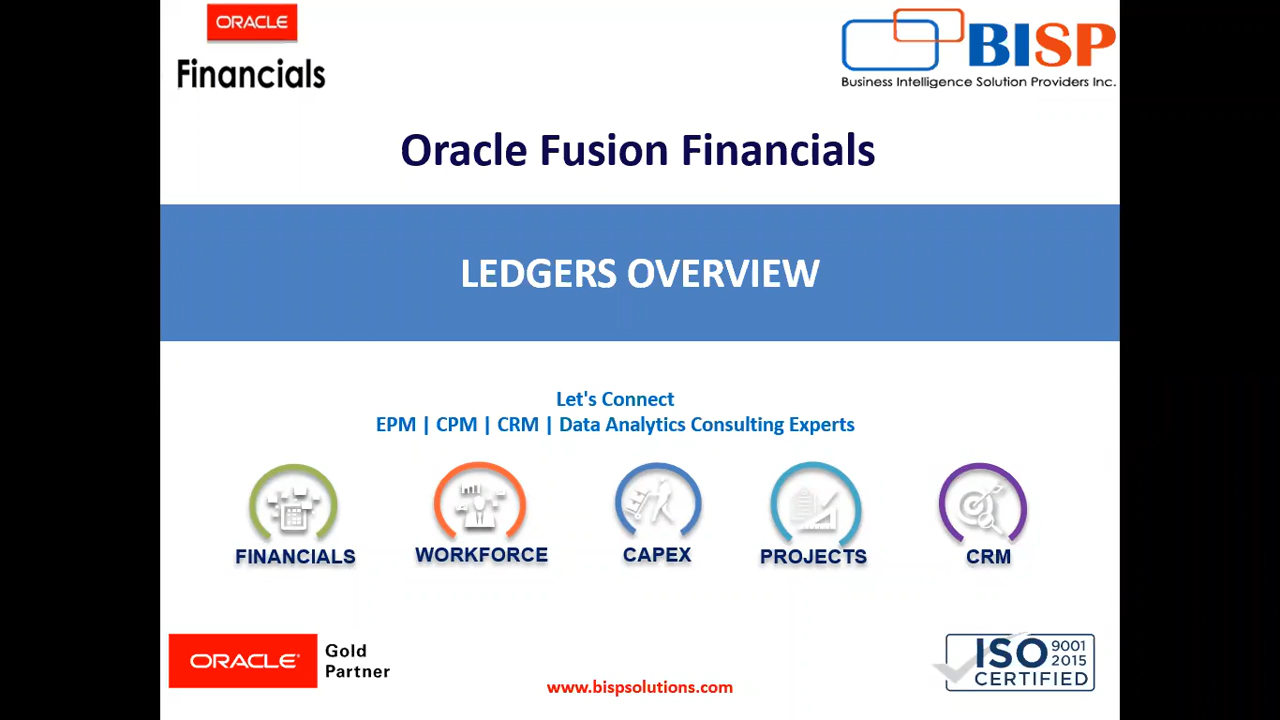 ORACLE
Financials
BISP
Business Intelligence Solution Providers Inc.
Oracle Fusion Financials
LEDGERS OVERVIEW
Let's Connect
EPM | CPM | CRM | Data Analytics Consulting Experts
FINANCIALS
WORKFORCE
CAPEX
PROJECTS
CRM
ORACLE®
Gold
Partner
www.bispsolutions.com
ISO 9001
2015
CERTIFIED